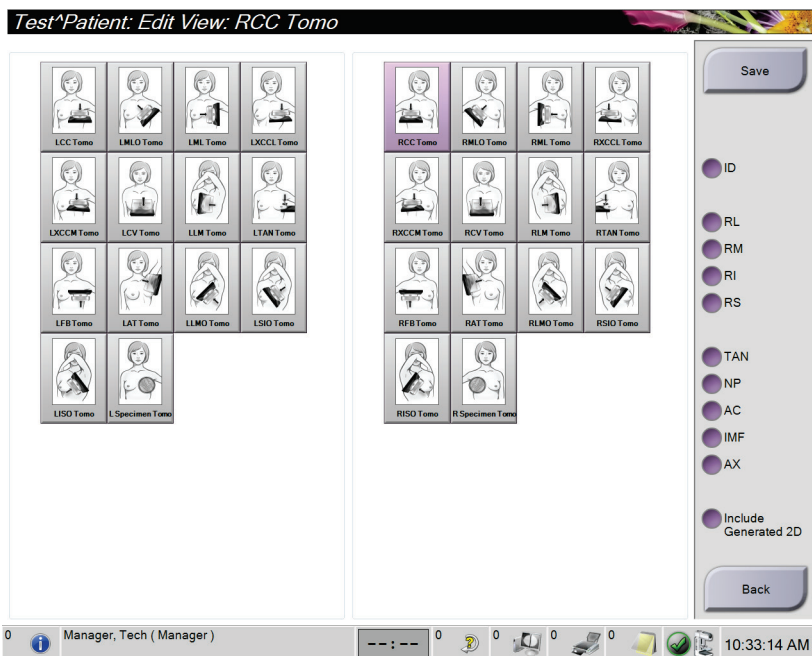 Test^Patient: Edit View: RCC Tomo
LCC Tomo LMLO Tomo LML Tomo LXCCL Tomo
LXCCM Tomo LCV Tomo LLM Tomo LTAN Tomo
LFB Tomo LAT Tomo LLMO Tomo LSIO Tomo
LISO Tomo L Specimen Tomo
RCC Tomo RMLO Tomo RML Tomo RXCCL Tomo
RXCCM Tomo RCV Tomo RLM Tomo RTAN Tomo
RFB Tomo RAT Tomo RLMO Tomo RSIO Tomo
RISO Tomo R Specimen Tomo
Save
ID
RL
RM
RI
RS
TAN
NP
AC
IMF
AX
Include
Generated 2D
Back
0 Manager, Tech ( Manager ) --:-- 0 0 0 0 10:33:14 AM